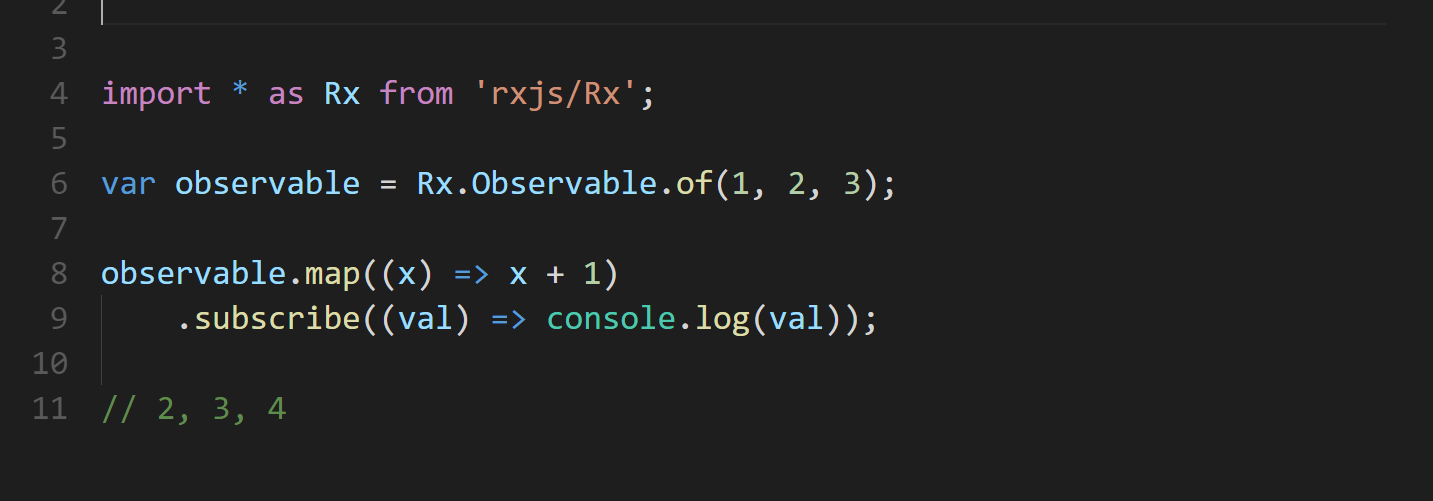 2
3
4 import * as Rx from 'rxjs/Rx';
5
6 var observable = Rx.Observable.of(1, 2, 3);
7
8 observable.map((x) => x + 1)
9     .subscribe((val) => console.log(val));
10
11 // 2, 3, 4